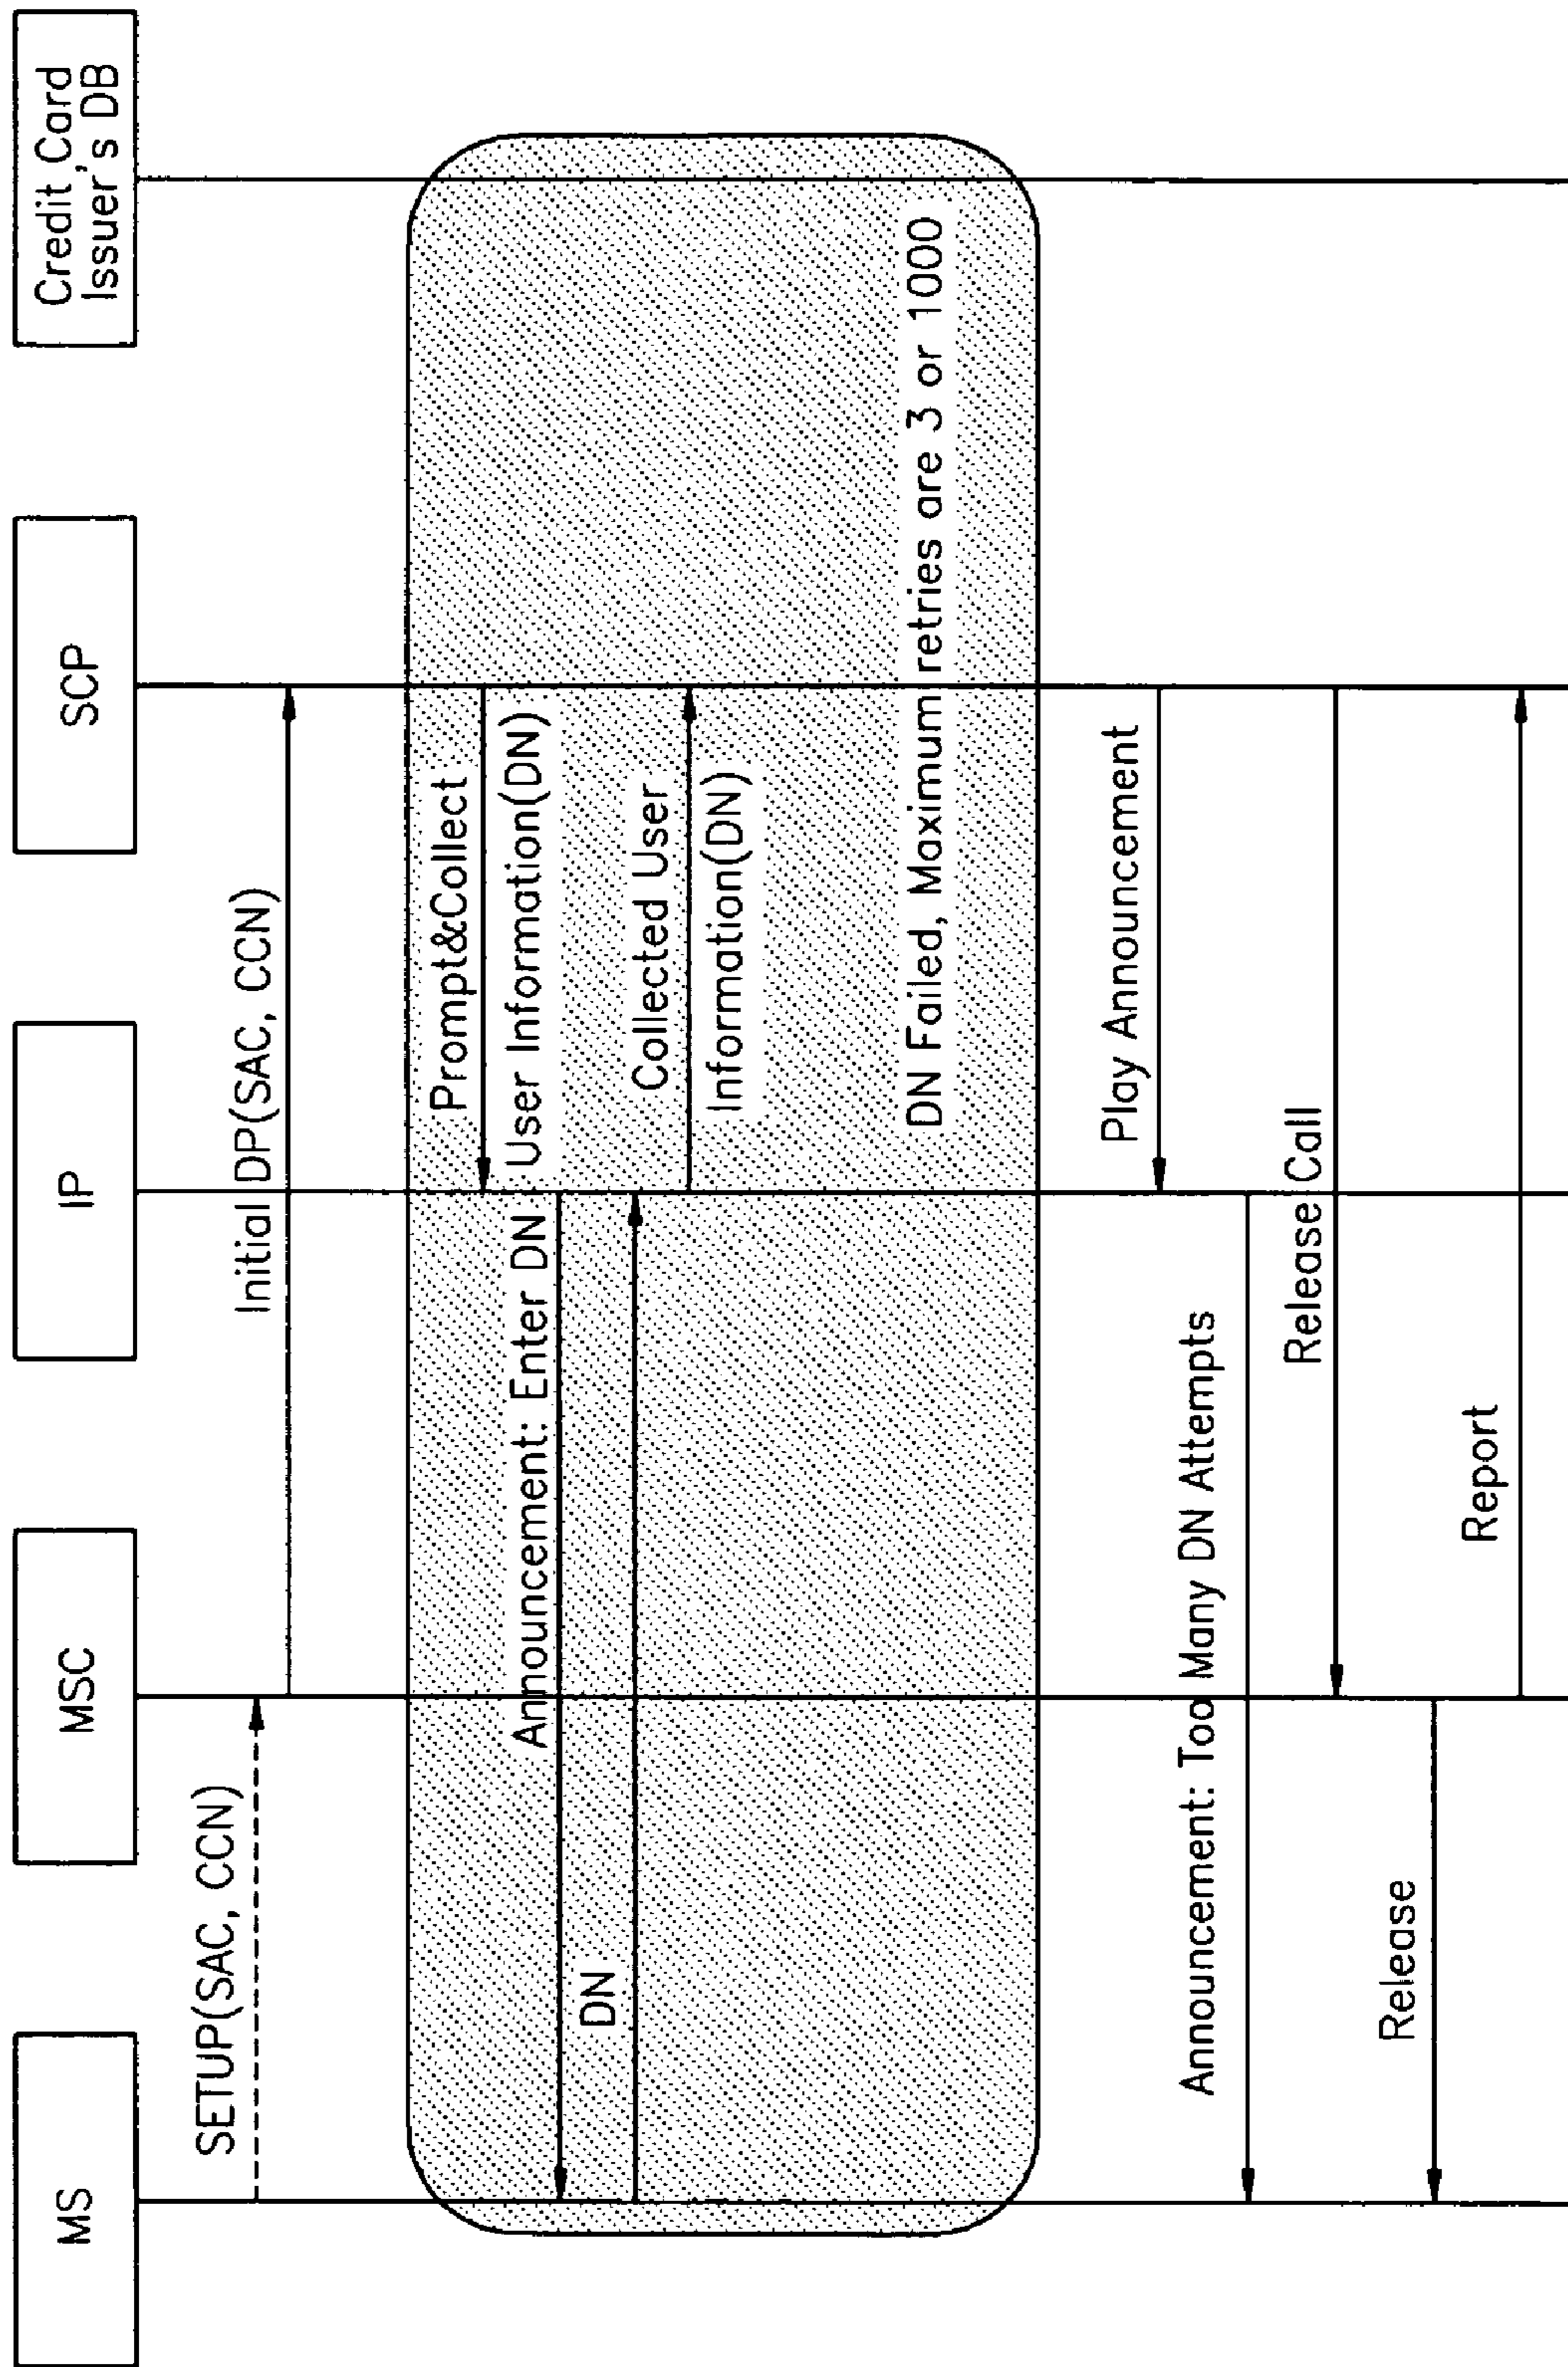 MS
MSC
IP
SCP
Credit Card
Issuer's DB
SETUP(SAC, CCN)
Initial DP(SAC, CCN)
Prompt&Collect
User Information(DN)
Announcement: Enter DN
DN
Collected User
Information(DN)
DN Failed, Maximum retries are 3 or 1000
Play Announcement
Announcement: Too Many DN Attempts
Release Call
Release
Report